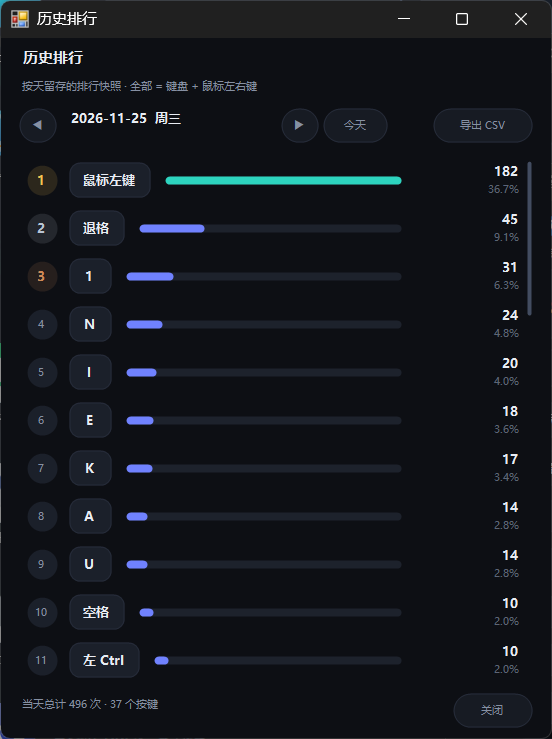 历史排行
历史排行
按天留存的排行快照 · 全部 = 键盘 + 鼠标左右键
2026-11-25 周三
今天
导出 CSV
1 鼠标左键 182
36.7%
2 退格 45
9.1%
3 1 31
6.3%
4 N 24
4.8%
5 I 20
4.0%
6 E 18
3.6%
7 K 17
3.4%
8 A 14
2.8%
9 U 14
2.8%
10 空格 10
2.0%
11 左 Ctrl 10
2.0%
当天总计 496 次 · 37 个按键
关闭